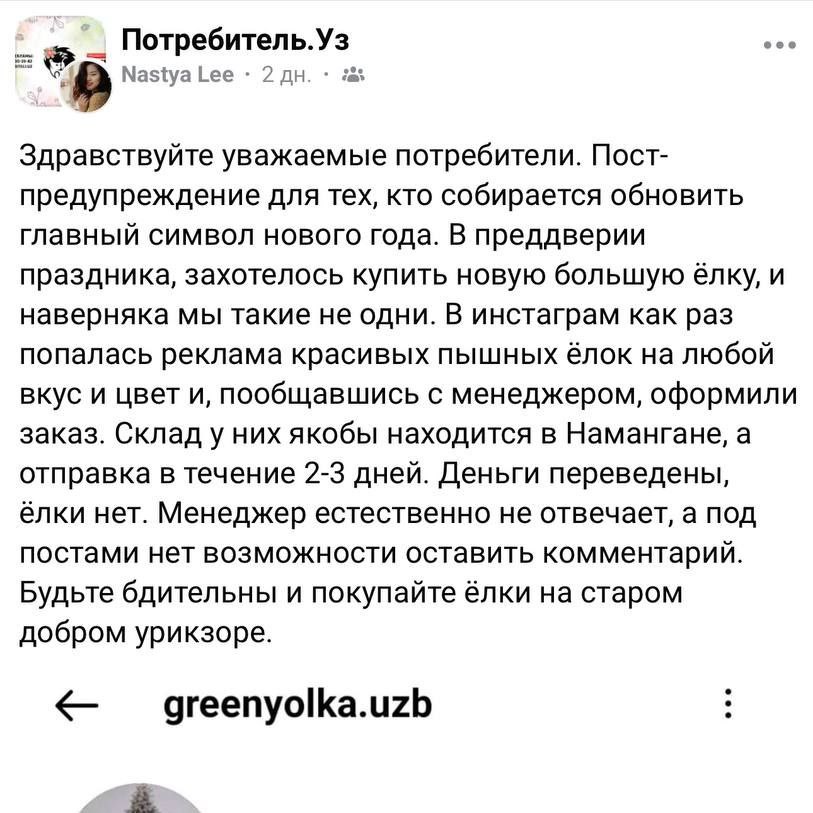 Потребитель.Уз
Nastya Lee · 2 дн. ·
Здравствуйте уважаемые потребители. Пост-
предупреждение для тех, кто собирается обновить
главный символ нового года. В преддверии
праздника, захотелось купить новую большую ёлку, и
наверняка мы такие не одни. В инстаграм как раз
попалась реклама красивых пышных ёлок на любой
вкус и цвет и, пообщавшись с менеджером, оформили
заказ. Склад у них якобы находится в Намангане, а
отправка в течение 2-3 дней. Деньги переведены,
ёлки нет. Менеджер естественно не отвечает, а под
постами нет возможности оставить комментарий.
Будьте бдительны и покупайте ёлки на старом
добром урикзоре.
greenyolka.uzb